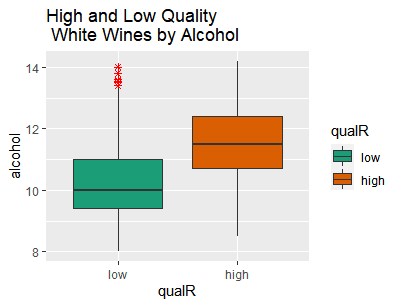 High and Low Quality
White Wines by Alcohol
alcohol
14
12
10
8
low
high
qualR
qualR
low
high